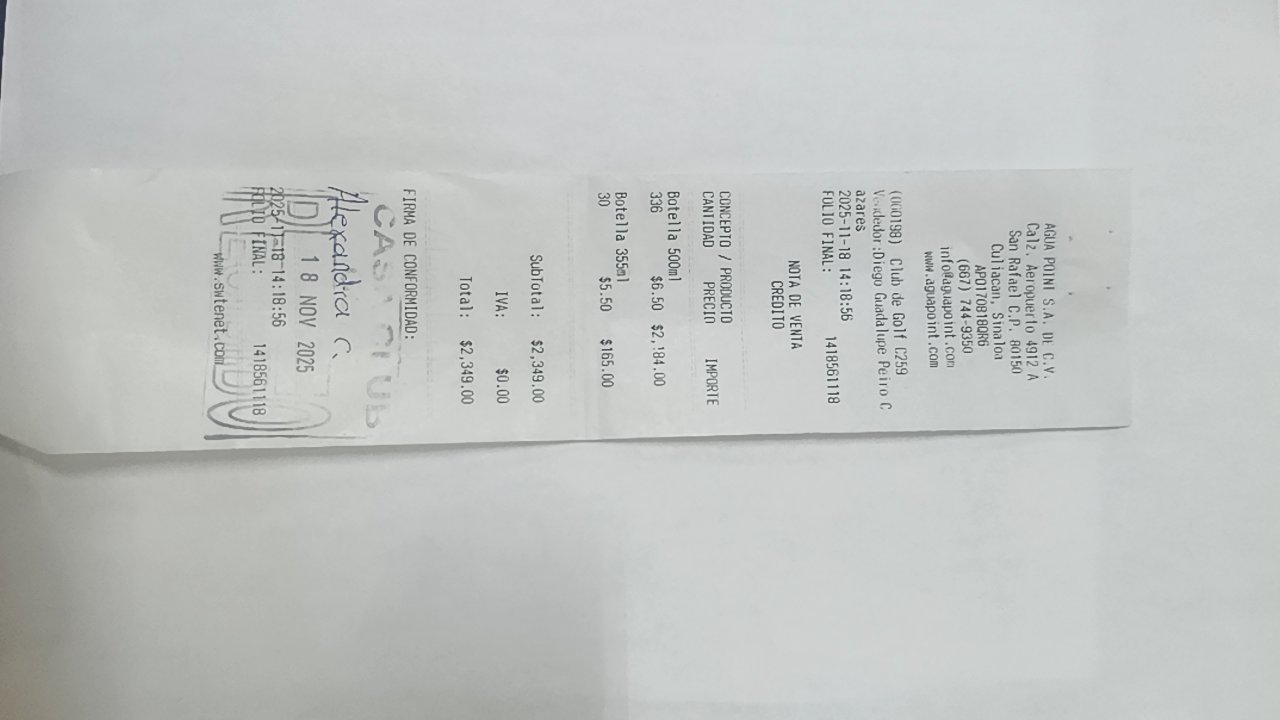 AGUA POINT S.A. DE C.V.
Calz. Aeropuerto 4912 A
San Rafael C.P. 80150
Culiacan, Sinaloa
APO170818QR6
(667) 744-9350
info@aguapoint.com
www.aguapoint.com
(000198) Club de Golf C259
Vendedor:Diego Guadalupe Peiro C
azares
2025-11-18 14:18:56
FOLIO FINAL: 1418561118
NOTA DE VENTA
CREDITO
CONCEPTO / PRODUCTO
CANTIDAD PRECIO IMPORTE
Botella 500ml
336 $6.50 $2,184.00
Botella 355ml
30 $5.50 $165.00
SubTotal: $2,349.00
IVA: $0.00
Total: $2,349.00
FIRMA DE CONFORMIDAD:
CASA CLUB
Alexandra C.
18 NOV 2025
2025-11-18 14:18:56
FOLIO FINAL: 1418561118
www.swtenet.com